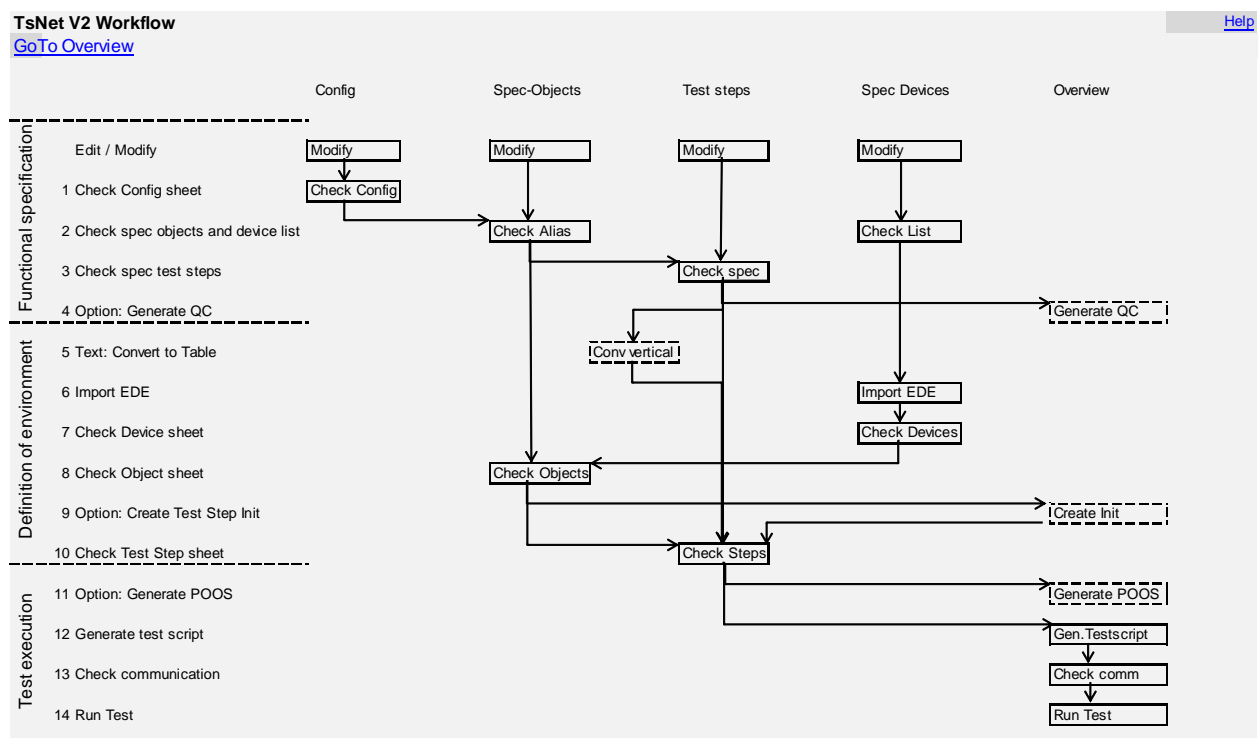 TsNet V2 Workflow
Help
GoTo Overview
Config Spec-Objects Test steps Spec Devices Overview
Functional specification
Edit / Modify Modify Modify Modify Modify
1 Check Config sheet Check Config
2 Check spec objects and device list Check Alias Check List
3 Check spec test steps Check spec
4 Option: Generate QC Generate QC
Definition of environment
5 Text: Convert to Table Conv vertical
6 Import EDE Import EDE
7 Check Device sheet Check Devices
8 Check Object sheet Check Objects
9 Option: Create Test Step Init Create Init
10 Check Test Step sheet Check Steps
Test execution
11 Option: Generate POOS Generate POOS
12 Generate test script Gen.Testscript
13 Check communication Check comm
14 Run Test Run Test